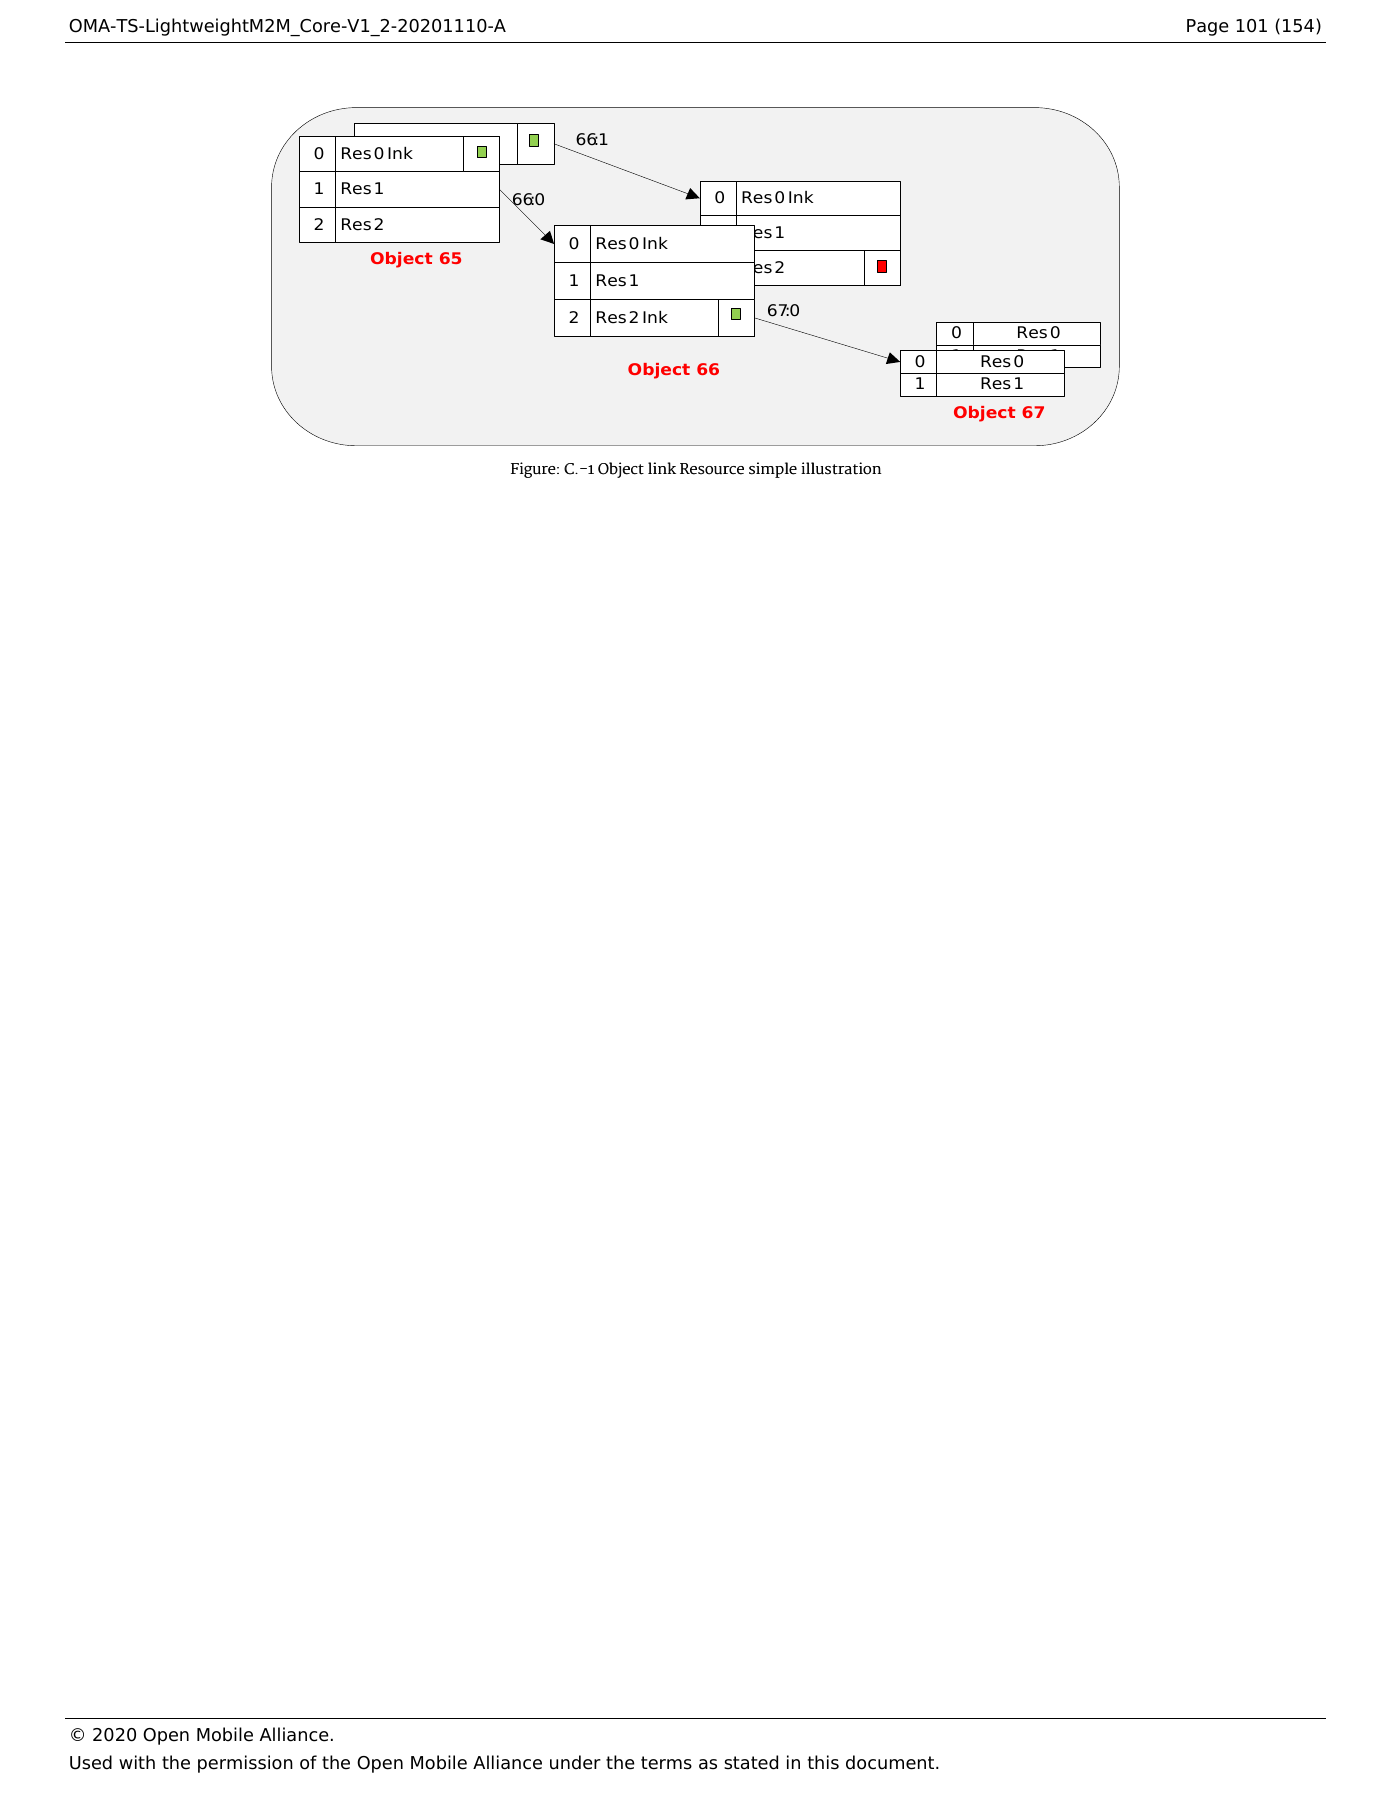 OMA-TS-LightweightM2M_Core-V1_2-20201110-A Page 101 (154)
66:1
0 Res 0 lnk
1 Res 1
2 Res 2
Object 65
66:0
0 Res 0 lnk
es 1
es 2
0 Res 0 lnk
1 Res 1
2 Res 2 lnk
Object 66
67:0
0 Res 0
0 Res 0
1 Res 1
Object 67
Figure: C.-1 Object link Resource simple illustration
© 2020 Open Mobile Alliance.
Used with the permission of the Open Mobile Alliance under the terms as stated in this document.